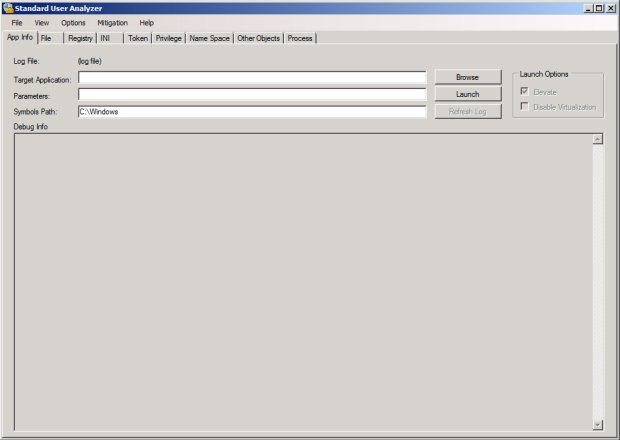 Standard User Analyzer
File View Options Mitigation Help
App Info File Registry INI Token Privilege Name Space Other Objects Process
Log File: (log file)
Target Application: Browse
Parameters: Launch
Symbols Path: C:\Windows Refresh Log
Launch Options
Elevate
Disable Virtualization
Debug Info